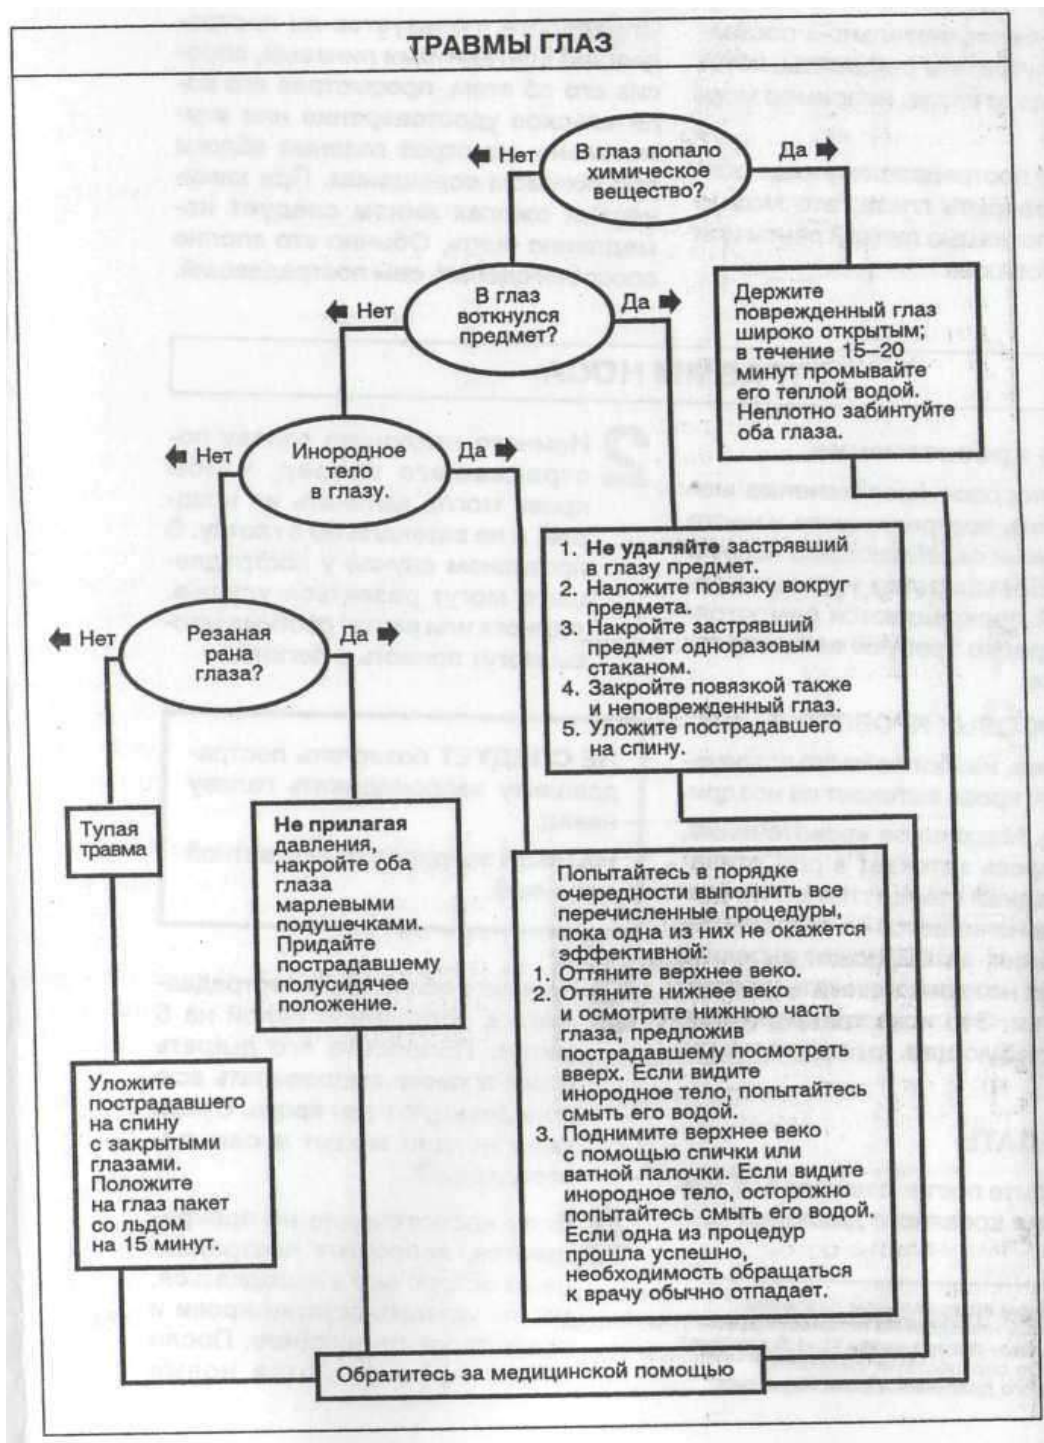 ТРАВМЫ ГЛАЗ
Нет
В глаз попало
химическое
вещество?
Да
Нет
В глаз
воткнулся
предмет?
Да
Держите
поврежденный глаз
широко открытым;
в течение 15–20
минут промывайте
его теплой водой.
Неплотно забинтуйте
оба глаза.
Нет
Инородное
тело
в глазу.
Да
1. Не удаляйте застрявший
в глазу предмет.
2. Наложите повязку вокруг
предмета.
3. Накройте застрявший
предмет одноразовым
стаканом.
4. Закройте повязкой также
и неповрежденный глаз.
5. Уложите пострадавшего
на спину.
Нет
Резаная
рана
глаза?
Да
Тупая
травма
Не прилагая
давления,
накройте оба
глаза
марлевыми
подушечками.
Придайте
пострадавшему
полусидячее
положение.
Попытайтесь в порядке
очередности выполнить все
перечисленные процедуры,
пока одна из них не окажется
эффективной:
1. Оттяните верхнее веко.
2. Оттяните нижнее веко
и осмотрите нижнюю часть
глаза, предложив
пострадавшему посмотреть
вверх. Если видите
инородное тело, попытайтесь
смыть его водой.
3. Поднимите верхнее веко
с помощью спички или
ватной палочки. Если видите
инородное тело, осторожно
попытайтесь смыть его водой.
Если одна из процедур
прошла успешно,
необходимость обращаться
к врачу обычно отпадает.
Уложите
пострадавшего
на спину
с закрытыми
глазами.
Положите
на глаз пакет
со льдом
на 15 минут.
Обратитесь за медицинской помощью